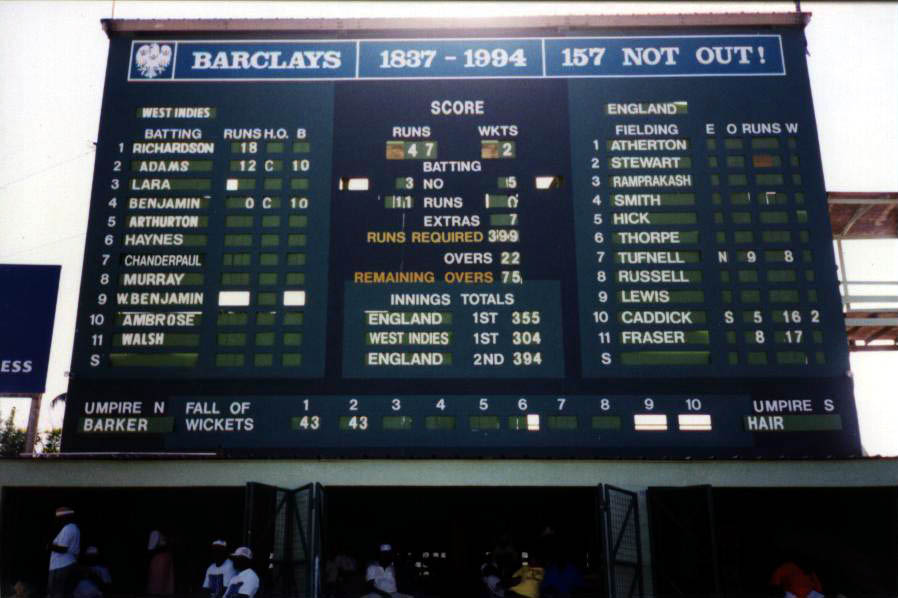 BARCLAYS 1837 - 1994 157 NOT OUT!
WEST INDIES
BATTING RUNS H.O. B
1 RICHARDSON 18
2 ADAMS 12 C 10
3 LARA
4 BENJAMIN 0 C 10
5 ARTHURTON
6 HAYNES
7 CHANDERPAUL
8 MURRAY
9 W.BENJAMIN
10 AMBROSE
11 WALSH
S
SCORE
RUNS WKTS
47 2
BATTING
3 NO 5
11 RUNS 0
EXTRAS 7
RUNS REQUIRED 399
OVERS 22
REMAINING OVERS 75
INNINGS TOTALS
ENGLAND 1ST 355
WEST INDIES 1ST 304
ENGLAND 2ND 394
ENGLAND
FIELDING E O RUNS W
1 ATHERTON
2 STEWART
3 RAMPRAKASH
4 SMITH
5 HICK
6 THORPE
7 TUFNELL N 9 8
8 RUSSELL
9 LEWIS
10 CADDICK S 5 16 2
11 FRASER 8 17
S
UMPIRE N
BARKER
FALL OF WICKETS
1 2 3 4 5 6 7 8 9 10
43 43
UMPIRE S
HAIR
ESS